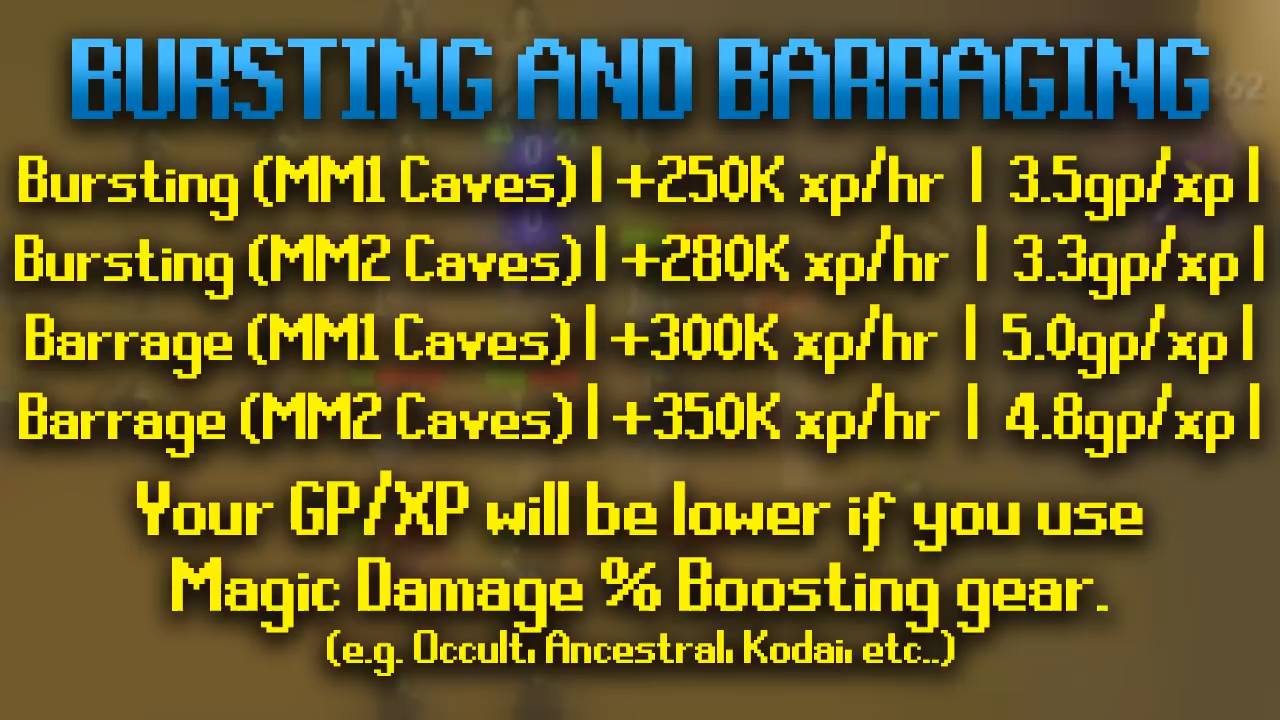 BURSTING AND BARRAGING
Bursting (MM1 Caves) | +250K xp/hr | 3.5gp/xp |
Bursting (MM2 Caves) | +280K xp/hr | 3.3gp/xp |
Barrage (MM1 Caves) | +300K xp/hr | 5.0gp/xp |
Barrage (MM2 Caves) | +350K xp/hr | 4.8gp/xp |
Your GP/XP will be lower if you use
Magic Damage % Boosting gear.
(e.g. Occult, Ancestral, Kodai, etc..)